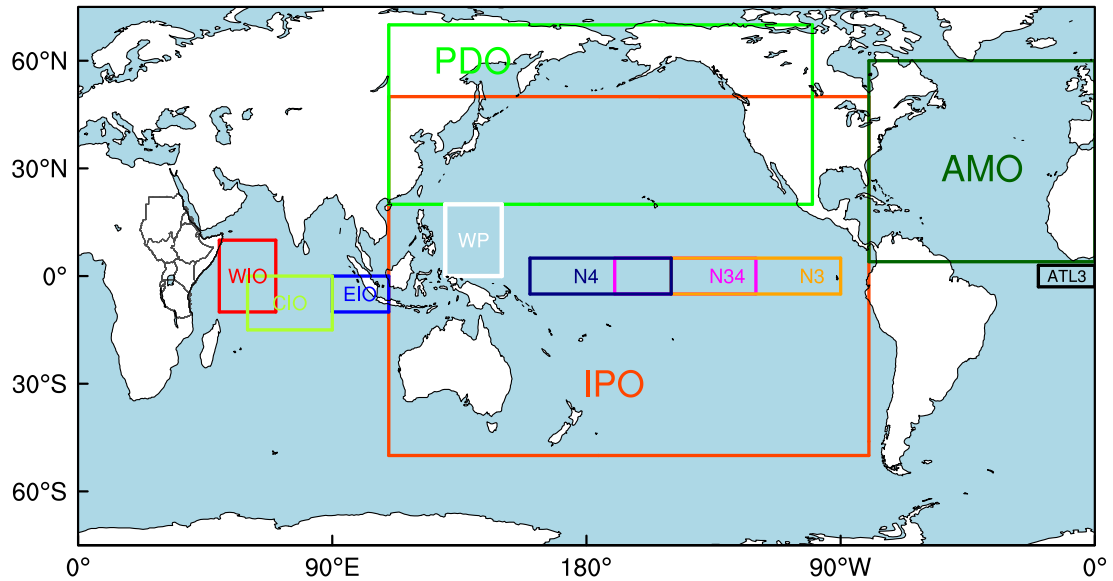 PDO
60°N
AMO
30°N
WP
WIO
CIO
EIO
N4
N34
N3
ATL3
0°
IPO
30°S
60°S
0° 90°E 180° 90°W 0°